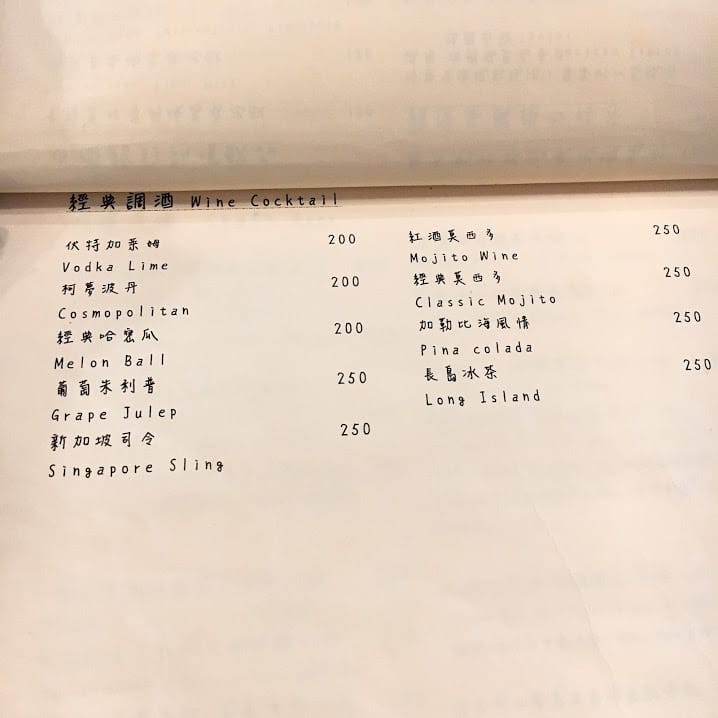 經典調酒 Wine Cocktail
伏特加萊姆 200
Vodka Lime
柯夢波丹 200
Cosmopolitan
經典哈密瓜 200
Melon Ball
葡萄朱利普 250
Grape Julep
新加坡司令 250
Singapore Sling
紅酒莫西多 250
Mojito Wine
經典莫西多 250
Classic Mojito
加勒比海風情 250
Pina colada
長島冰茶 250
Long Island